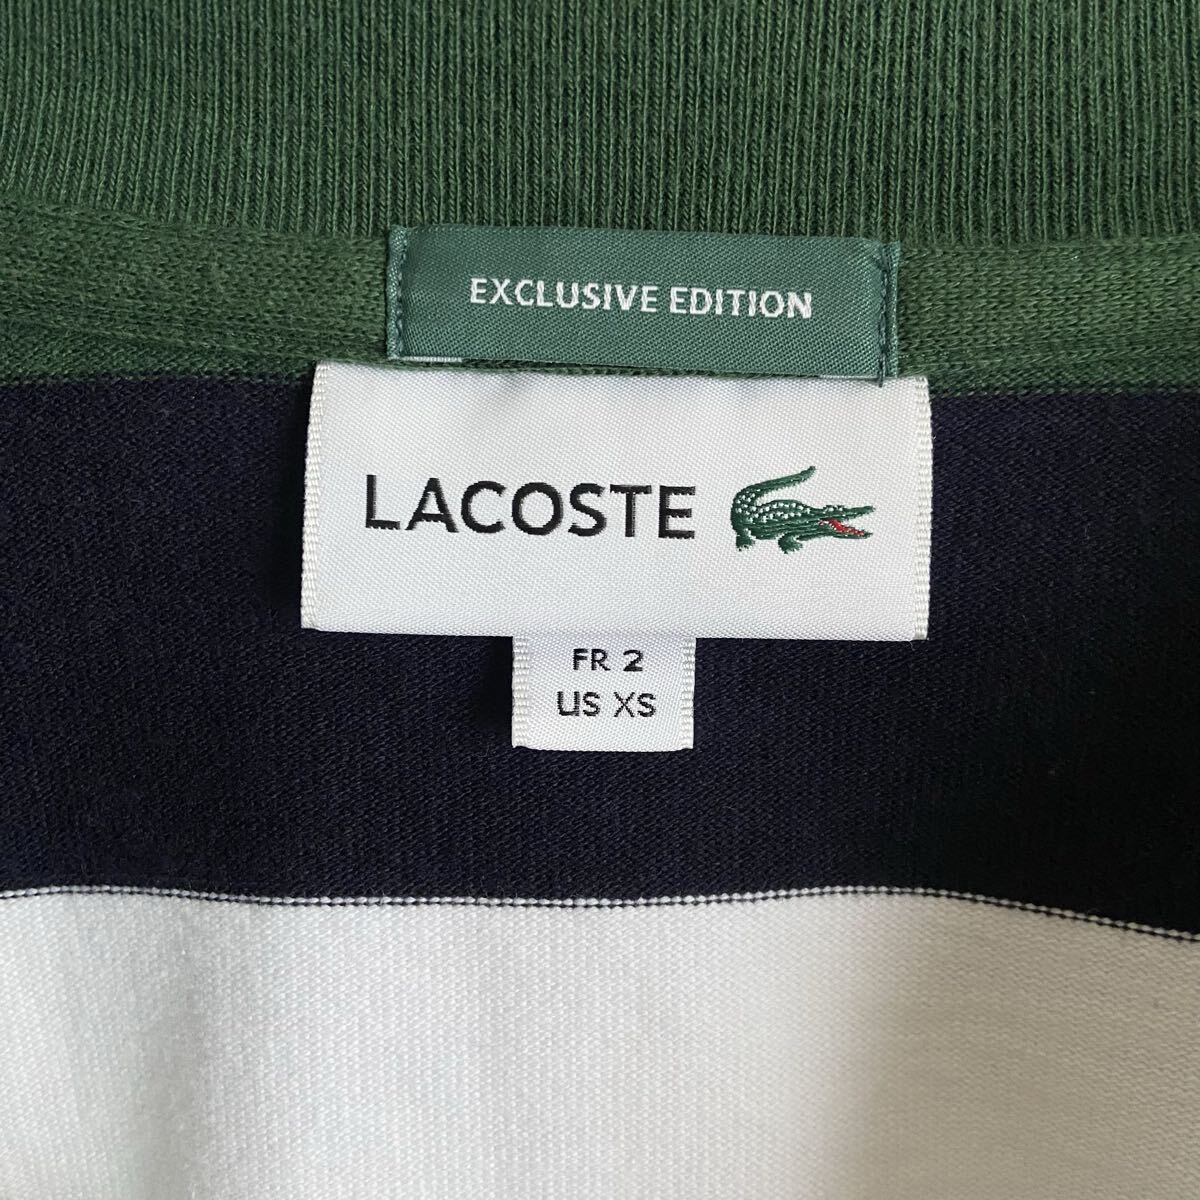 EXCLUSIVE EDITION
LACOSTE
FR 2
US XS